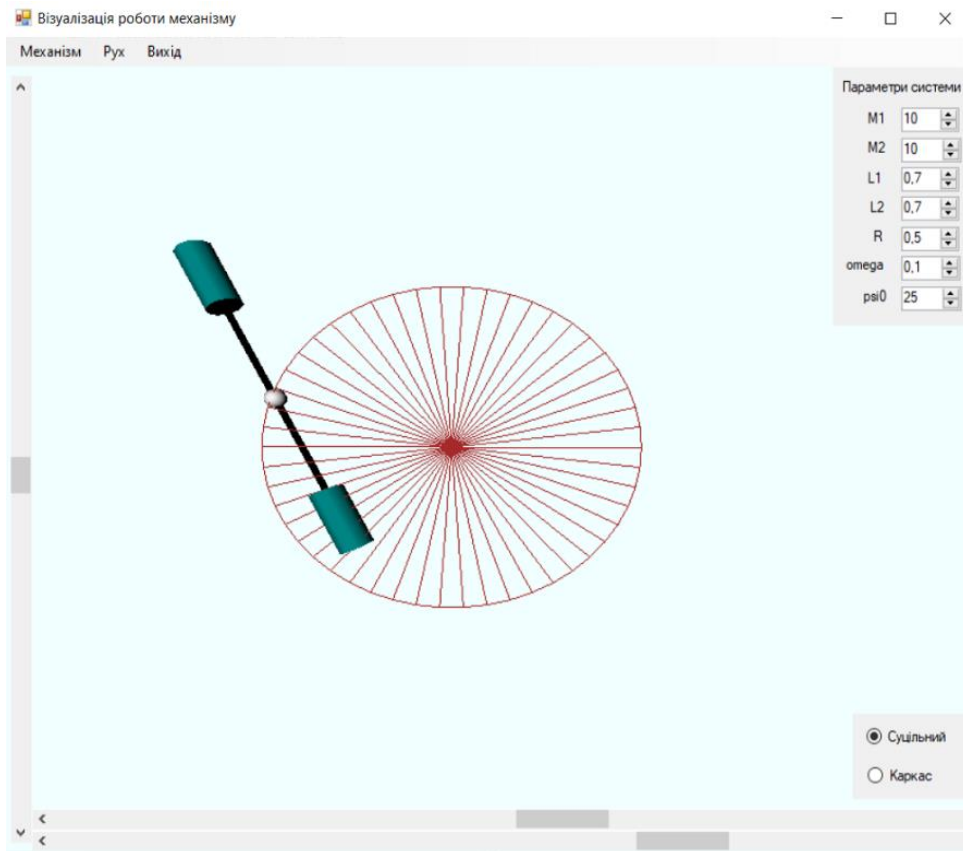 Візуалізація роботи механізму
Механізм Рух Вихід
Параметри системи
M1 10
M2 10
L1 0,7
L2 0,7
R 0,5
omega 0,1
psi0 25
Суцільний
Каркас